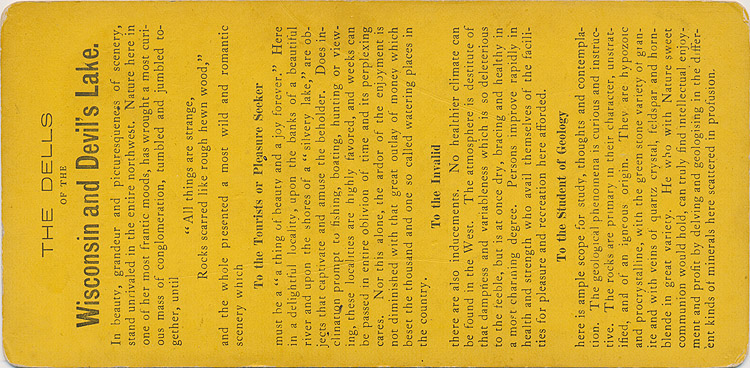 THE DELLS
OF THE
Wisconsin and Devil's Lake.
In beauty, grandeur and picturesqueness of scenery,
stand unrivaled in the entire northwest. Nature here in
one of her most frantic moods, has wrought a most curi-
ous mass of conglomeration, tumbled and jumbled to-
gether, until
"All things are strange,
Rocks scarred like rough hewn wood,"
and the whole presented a most wild and romantic
scenery which
To the Tourists or Pleasure Seeker
must be a "a thing of beauty and a joy forever." Here
in a delightful locality, upon the banks of a beautiful
river and upon the shores of a "silvery lake," are ob-
jects that captivate and amuse the beholder. Does in-
clination prompt to fishing, boating, hunting or view-
ing, these localities are highly favored, and weeks can
be passed in entire oblivion of time and its perplexing
cares. Nor this alone, the ardor of the enjoyment is
not diminished with that great outlay of money which
beset the thousand and one so called watering places in
the country.
To the Invalid
there are also inducements. No healthier climate can
be found in the West. The atmosphere is destitute of
that dampness and variableness which is so deleterious
to the feeble, but is at once dry, bracing and healthy in
a most charming degree. Persons improve rapidly in
health and strength who avail themselves of the facili-
ties for pleasure and recreation here afforded.
To the Student of Geology
here is ample scope for study, thoughts and contempla-
tion. The geological phenomena is curious and instruc-
tive. The rocks are primary in their character, unstrat-
ified, and of an igneous origin. They are hypozoic
and procrystalline, with the green stone variety of gran-
ite and with veins of quartz crystal, feldspar and horn-
blende in great variety. He who with Nature sweet
communion would hold, can truly find intellectual enjoy-
ment and profit by delving and geologising in the differ-
ent kinds of minerals here scattered in profusion.